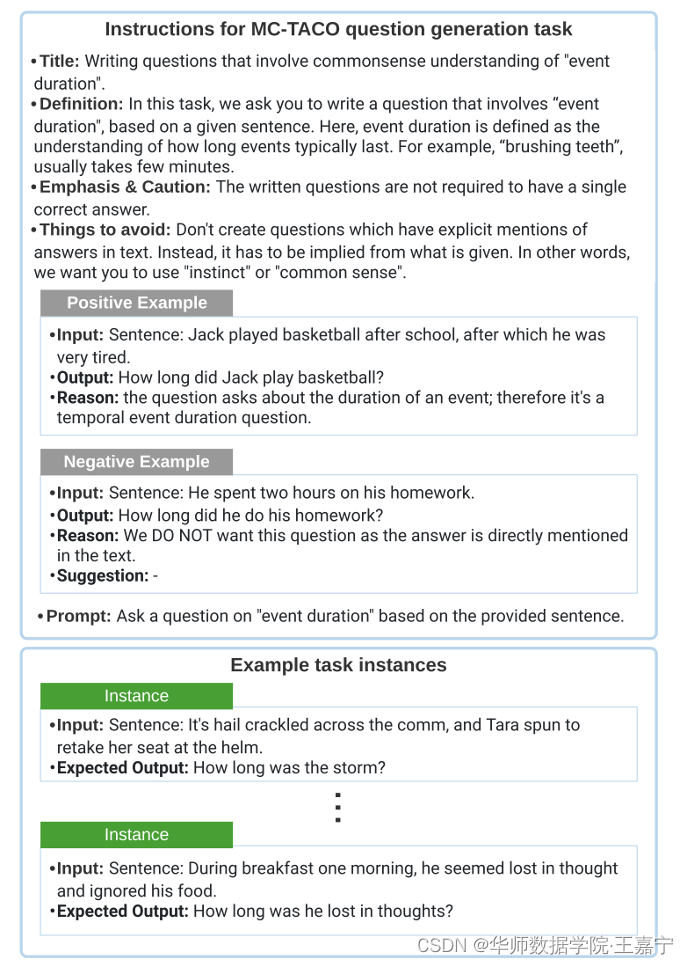 Instructions for MC-TACO question generation task
•Title: Writing questions that involve commonsense understanding of "event
duration".
•Definition: In this task, we ask you to write a question that involves “event
duration", based on a given sentence. Here, event duration is defined as the
understanding of how long events typically last. For example, “brushing teeth”,
usually takes few minutes.
•Emphasis & Caution: The written questions are not required to have a single
correct answer.
•Things to avoid: Don't create questions which have explicit mentions of
answers in text. Instead, it has to be implied from what is given. In other words,
we want you to use "instinct" or "common sense".
Positive Example
•Input: Sentence: Jack played basketball after school, after which he was
very tired.
•Output: How long did Jack play basketball?
•Reason: the question asks about the duration of an event; therefore it's a
temporal event duration question.
Negative Example
•Input: Sentence: He spent two hours on his homework.
•Output: How long did he do his homework?
•Reason: We DO NOT want this question as the answer is directly mentioned
in the text.
•Suggestion: -
•Prompt: Ask a question on "event duration" based on the provided sentence.
Example task instances
Instance
•Input: Sentence: It's hail crackled across the comm, and Tara spun to
retake her seat at the helm.
•Expected Output: How long was the storm?
Instance
•Input: Sentence: During breakfast one morning, he seemed lost in thought
and ignored his food.
•Expected Output: How long was he lost in thoughts?
CSDN @华师数据学院·王嘉宁